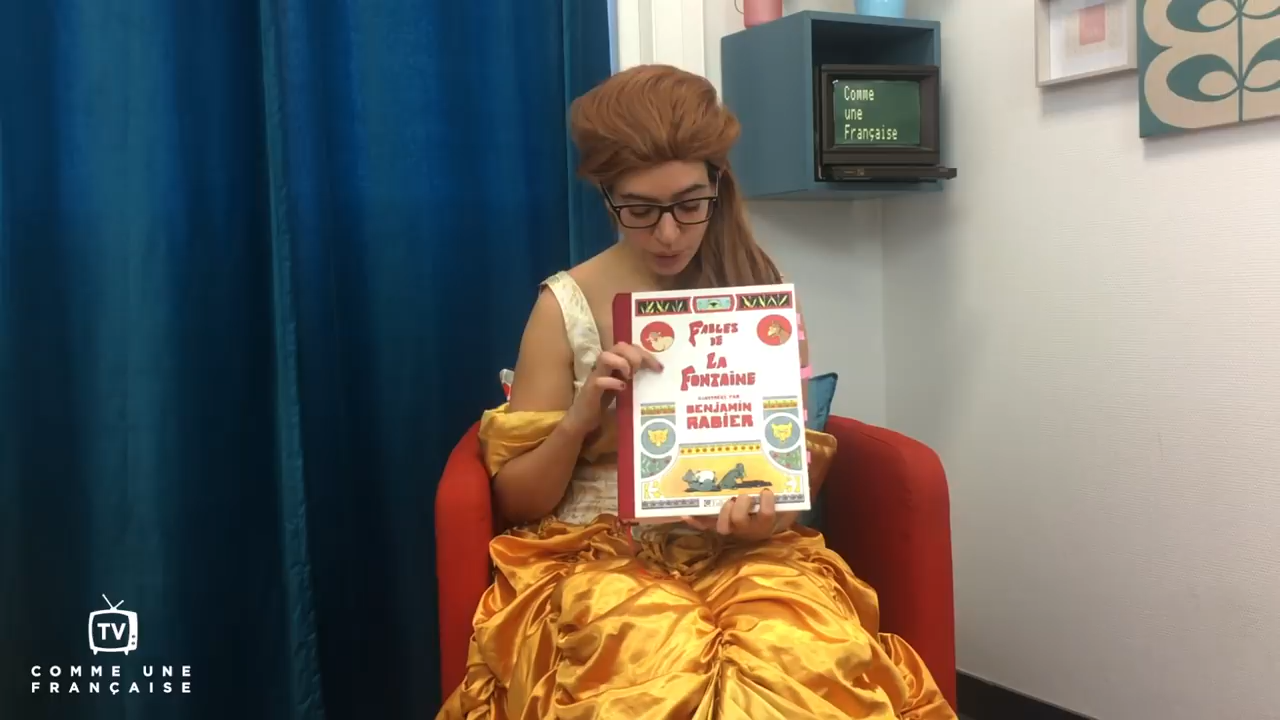 Comme
une
Française
FABLES
DE
LA
FONTAINE
ILLUSTRÉES PAR
BENJAMIN
RABIER
TV
COMME UNE
FRANÇAISE